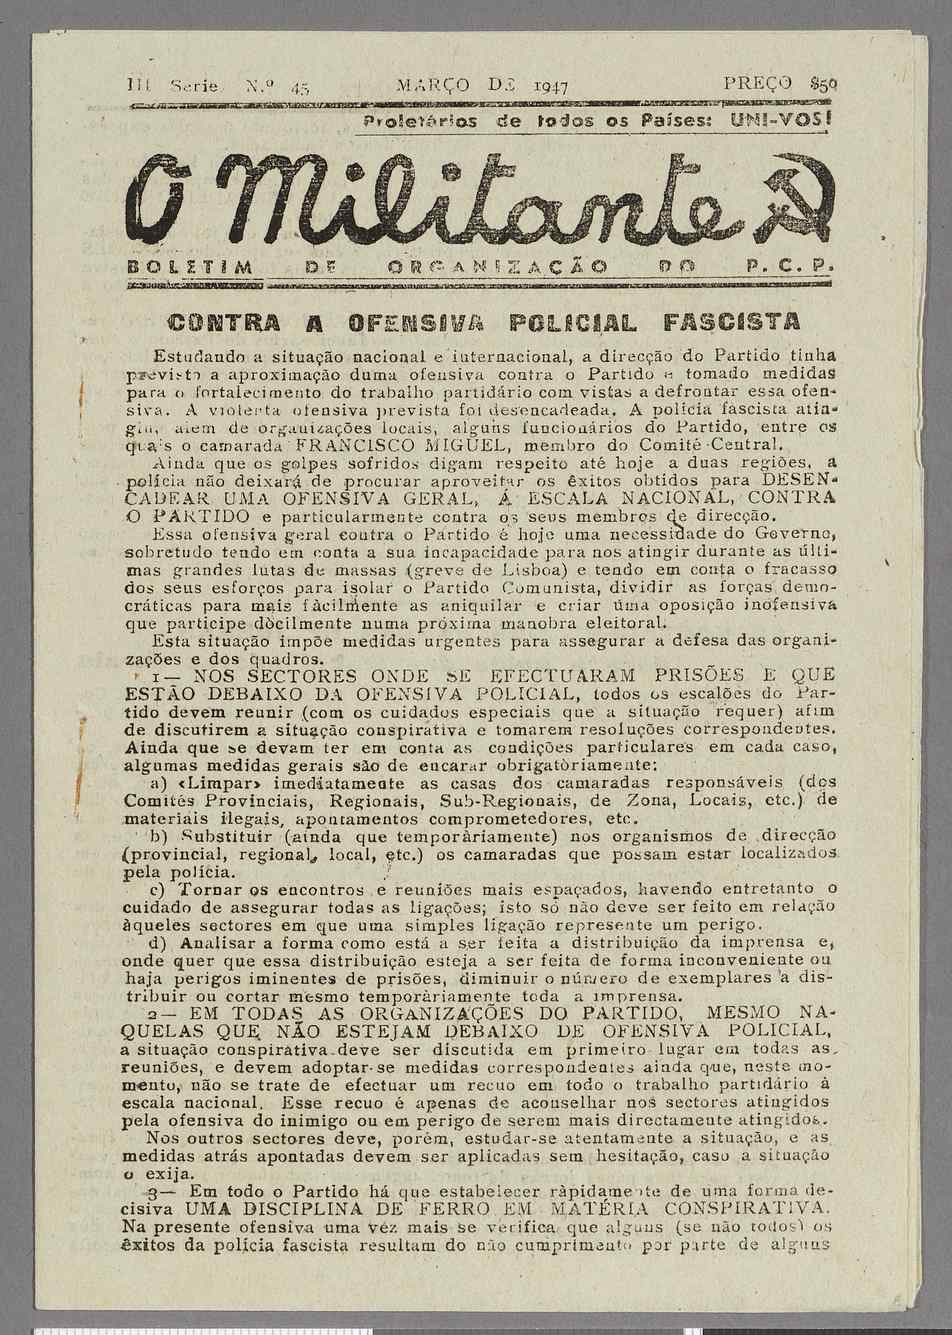 III Serie N.º 45 MARÇO DE 1947 PREÇO $50
Proletários de todos os Países: UNI-VOS!
O Militante
BOLETIM DE ORGANIZAÇÃO DO P.C.P.
CONTRA A OFENSIVA POLICIAL FASCISTA
Estudando a situação nacional e internacional, a direcção do Partido tinha
previsto a aproximação duma ofensiva contra o Partido e tomado medidas
para o fortalecimento do trabalho partidário com vistas a defrontar essa ofen-
siva. A violenta ofensiva prevista foi desencadeada. A polícia fascista atin-
giu, alem de organizações locais, alguns funcionários do Partido, entre os
quais o camarada FRANCISCO MIGUEL, membro do Comité Central.
Ainda que os golpes sofridos digam respeito até hoje a duas regiões, a
polícia não deixará de procurar aproveitar os êxitos obtidos para DESEN-
CADEAR UMA OFENSIVA GERAL, Á ESCALA NACIONAL, CONTRA
O PARTIDO e particularmente contra os seus membros de direcção.
Essa ofensiva geral contra o Partido é hoje uma necessidade do Governo,
sobretudo tendo em conta a sua incapacidade para nos atingir durante as últi-
mas grandes lutas de massas (greve de Lisboa) e tendo em conta o fracasso
dos seus esforços para isolar o Partido Comunista, dividir as forças demo-
cráticas para mais fàcilmente as aniquilar e criar úma oposição inofensiva
que participe dòcilmente numa próxima manobra eleitoral.
Esta situação impõe medidas urgentes para assegurar a defesa das organi-
zações e dos quadros.
1— NOS SECTORES ONDE SE EFECTUARAM PRISÕES E QUE
ESTÃO DEBAIXO DA OFENSIVA POLICIAL, todos os escalões do Par-
tido devem reunir (com os cuidados especiais que a situação requer) afim
de discutirem a situação conspirativa e tomarem resoluções correspondentes.
Ainda que se devam ter em conta as condições particulares em cada caso,
algumas medidas gerais são de encarar obrigatòriamente:
a) «Limpar» imediatamente as casas dos camaradas responsáveis (dos
Comités Provinciais, Regionais, Sub-Regionais, de Zona, Locais, etc.) de
materiais ilegais, apontamentos comprometedores, etc.
b) Substituir (ainda que temporàriamente) nos organismos de direcção
(provincial, regional, local, etc.) os camaradas que possam estar localizados
pela polícia.
c) Tornar os encontros e reuniões mais espaçados, havendo entretanto o
cuidado de assegurar todas as ligações; isto só não deve ser feito em relação
àqueles sectores em que uma simples ligação represente um perigo.
d) Analisar a forma como está a ser feita a distribuição da imprensa e,
onde quer que essa distribuição esteja a ser feita de forma inconveniente ou
haja perigos iminentes de prisões, diminuir o número de exemplares a dis-
tribuir ou cortar mesmo temporàriamente toda a imprensa.
2— EM TODAS AS ORGANIZAÇÕES DO PARTIDO, MESMO NA-
QUELAS QUE NÃO ESTEJAM DEBAIXO DE OFENSIVA POLICIAL,
a situação conspirativa deve ser discutida em primeiro lugar em todas as
reuniões, e devem adoptar-se medidas correspondentes ainda que, neste mo-
mento, não se trate de efectuar um recuo em todo o trabalho partidário à
escala nacional. Esse recuo é apenas de aconselhar nos sectores atingidos
pela ofensiva do inimigo ou em perigo de serem mais directamente atingidos.
Nos outros sectores deve, porém, estudar-se atentamente a situação, e as
medidas atrás apontadas devem ser aplicadas sem hesitação, caso a situação
o exija.
3— Em todo o Partido há que estabelecer ràpidamente de uma forma de-
cisiva UMA DISCIPLINA DE FERRO EM MATÉRIA CONSPIRATIVA.
Na presente ofensiva uma vez mais se verifica que alguns (se não todos) os
êxitos da polícia fascista resultam do não cumprimento por parte de alguns